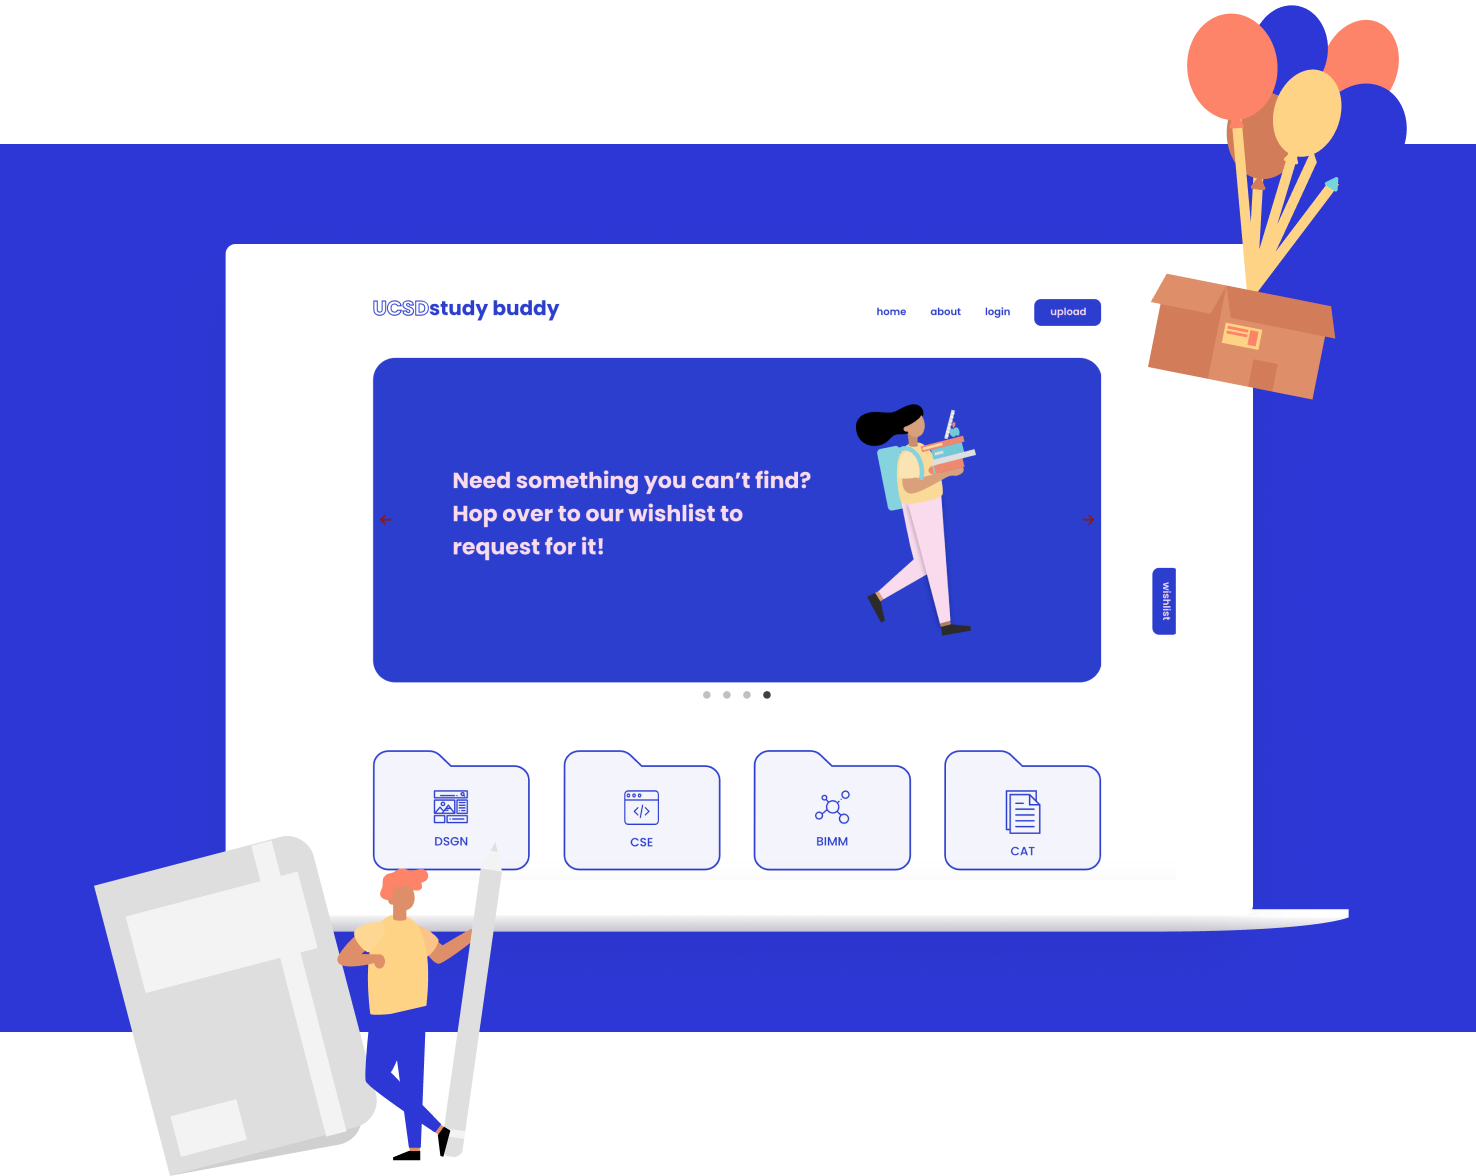 UCSDstudy buddy
home about login upload
Need something you can’t find?
Hop over to our wishlist to
request for it!
wishlist
DSGN
CSE
BIMM
CAT